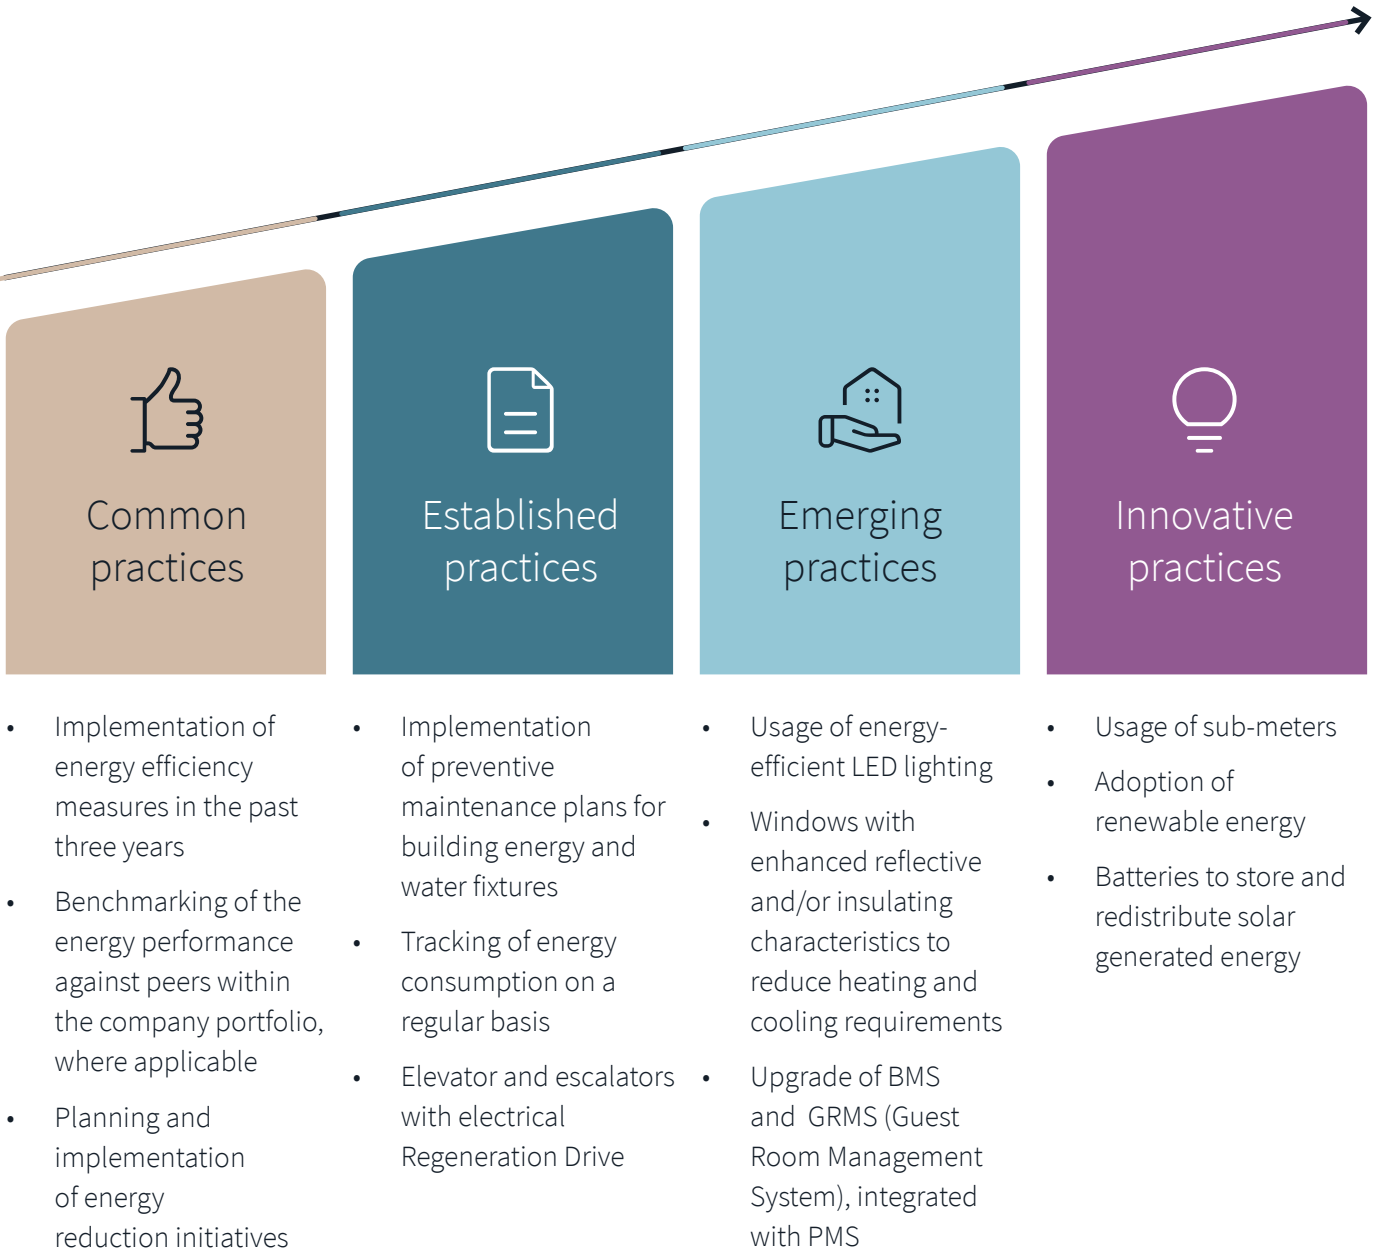 Common
practices
Established
practices
Emerging
practices
Innovative
practices
• Implementation of
energy efficiency
measures in the past
three years
• Benchmarking of the
energy performance
against peers within
the company portfolio,
where applicable
• Planning and
implementation
of energy
reduction initiatives
• Implementation
of preventive
maintenance plans for
building energy and
water fixtures
• Tracking of energy
consumption on a
regular basis
• Elevator and escalators
with electrical
Regeneration Drive
• Usage of energy-
efficient LED lighting
• Windows with
enhanced reflective
and/or insulating
characteristics to
reduce heating and
cooling requirements
• Upgrade of BMS
and  GRMS (Guest
Room Management
System), integrated
with PMS
• Usage of sub-meters
• Adoption of
renewable energy
• Batteries to store and
redistribute solar
generated energy